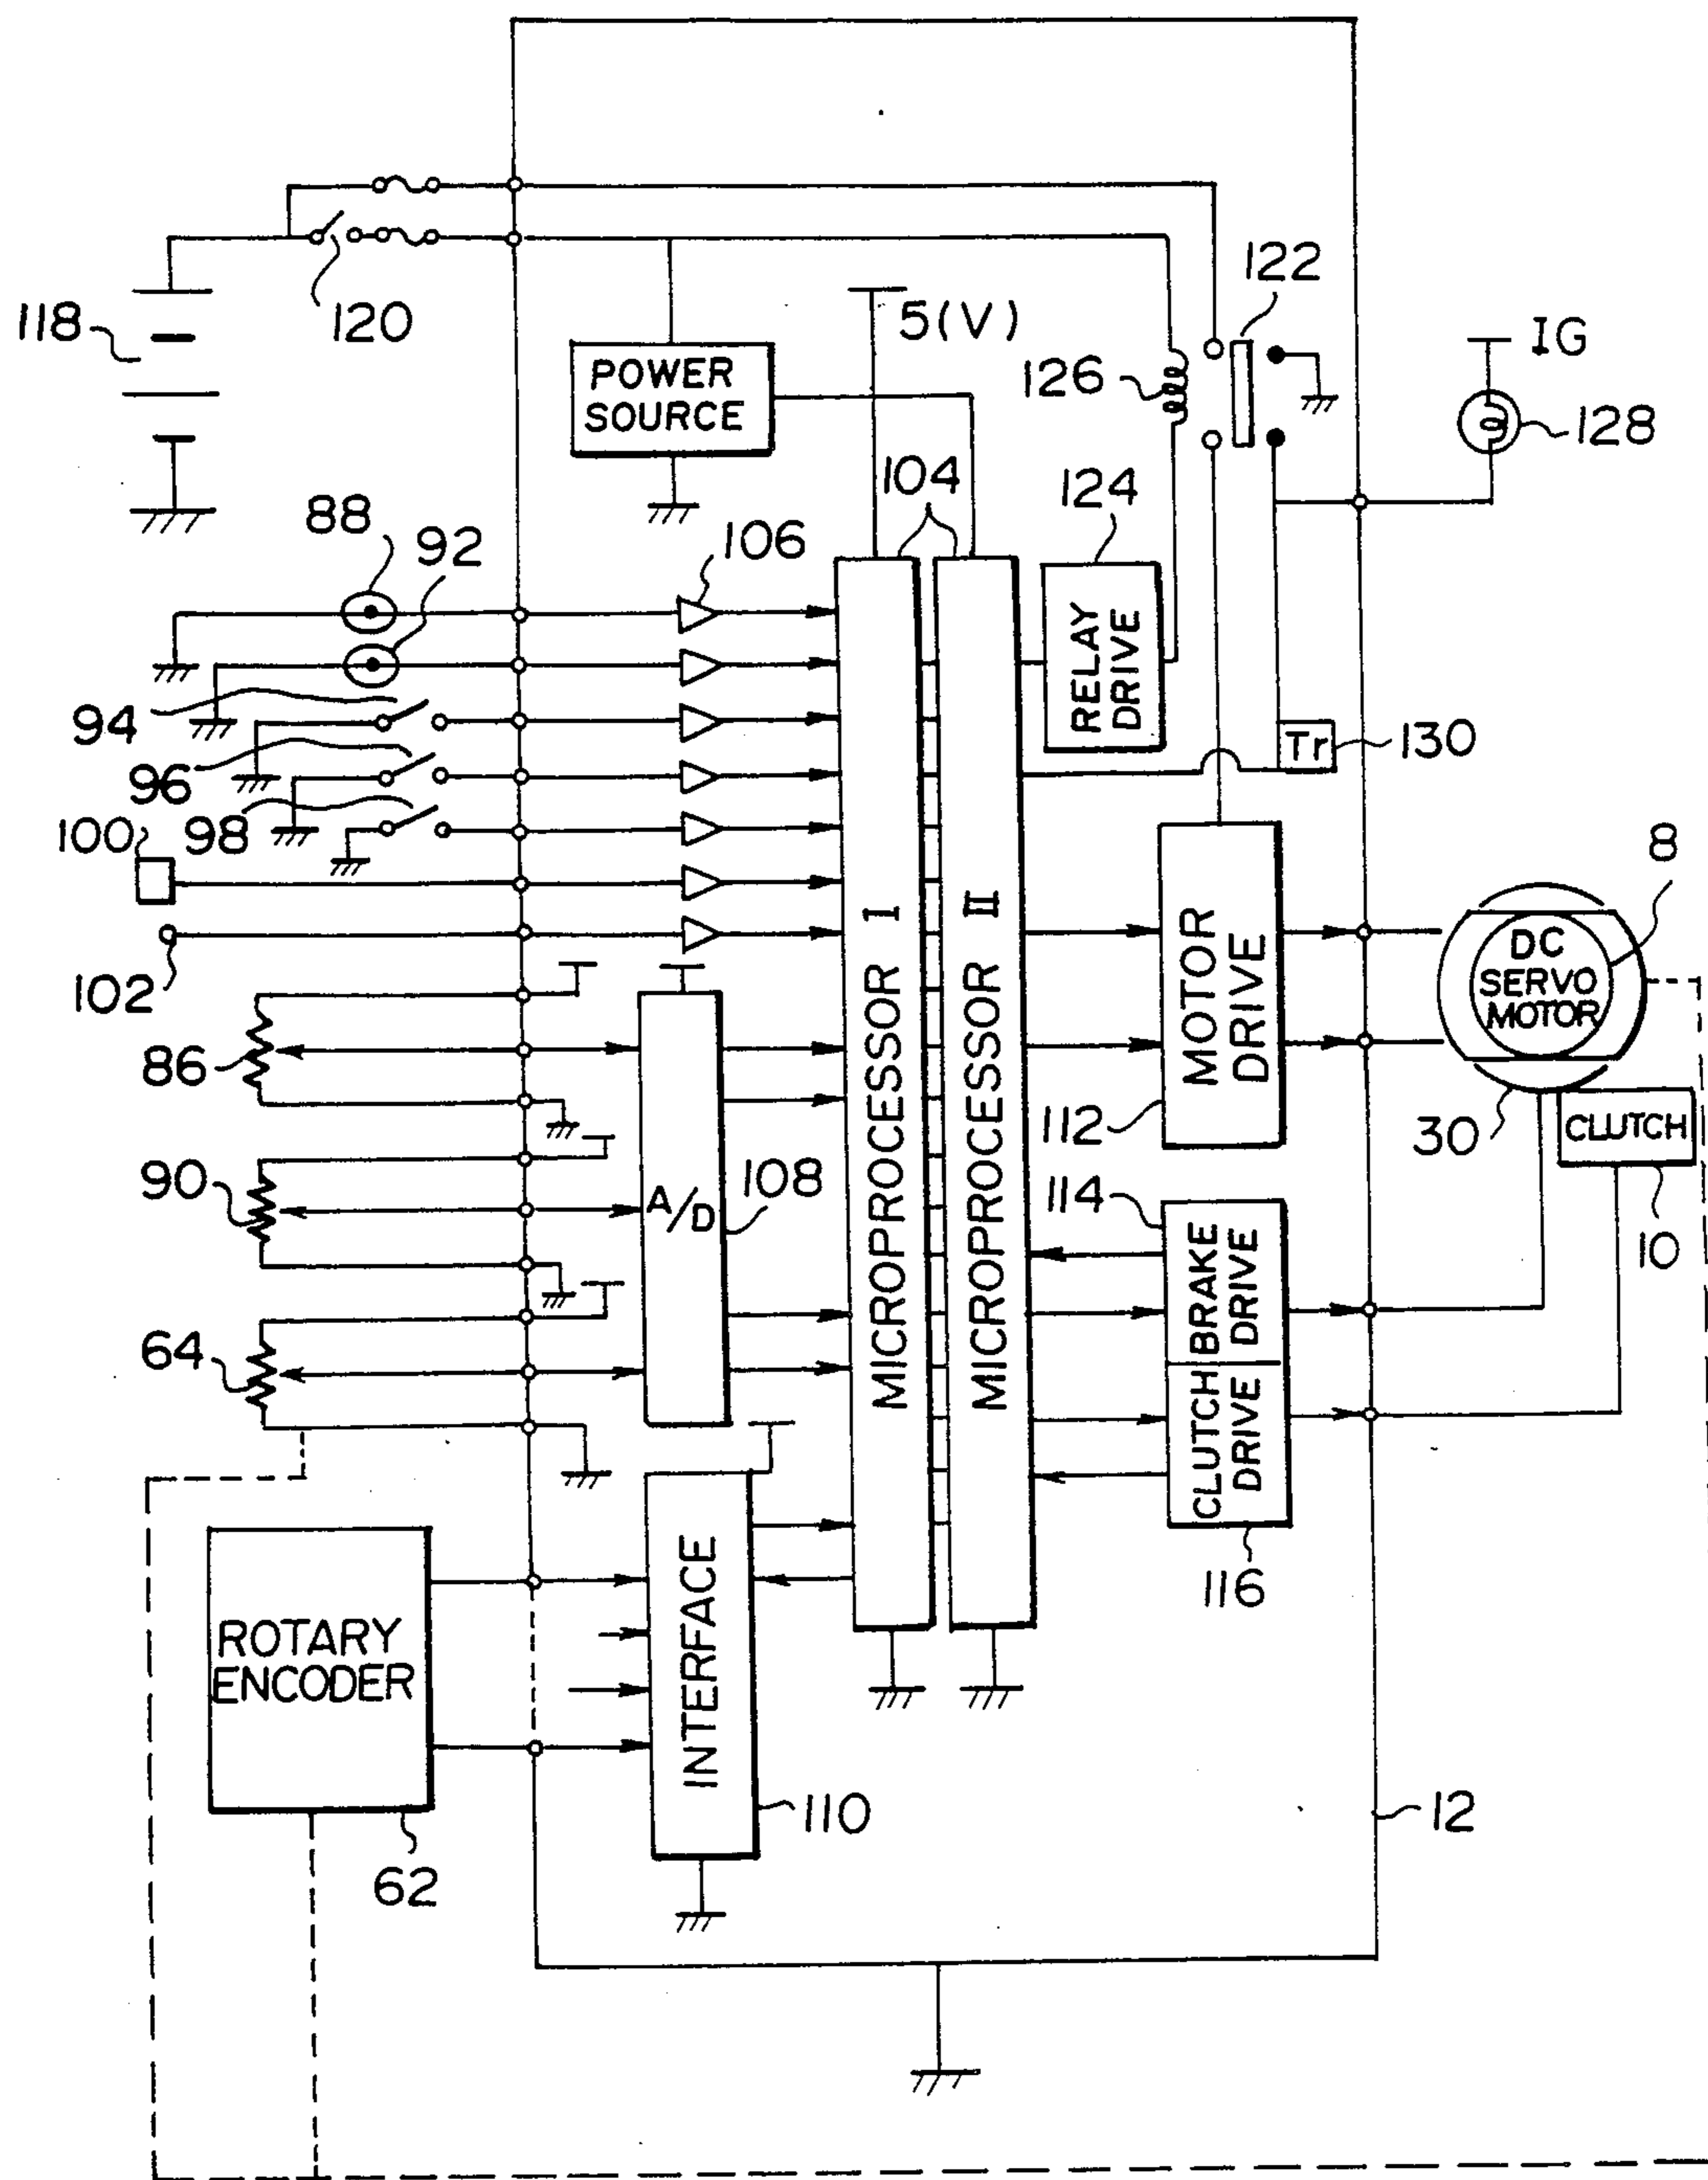 122
5(V)
IG
118
120
POWER
SOURCE
126
128
104
124
88
92
106
RELAY
DRIVE
94
96
98
Tr
130
100
102
8
DC
SERVO
MOTOR
MICROPROCESSOR I
MICROPROCESSOR II
MOTOR
DRIVE
86
112
30
CLUTCH
10
90
A/D
108
114
BRAKE
DRIVE
64
CLUTCH
DRIVE
116
ROTARY
ENCODER
62
INTERFACE
110
12